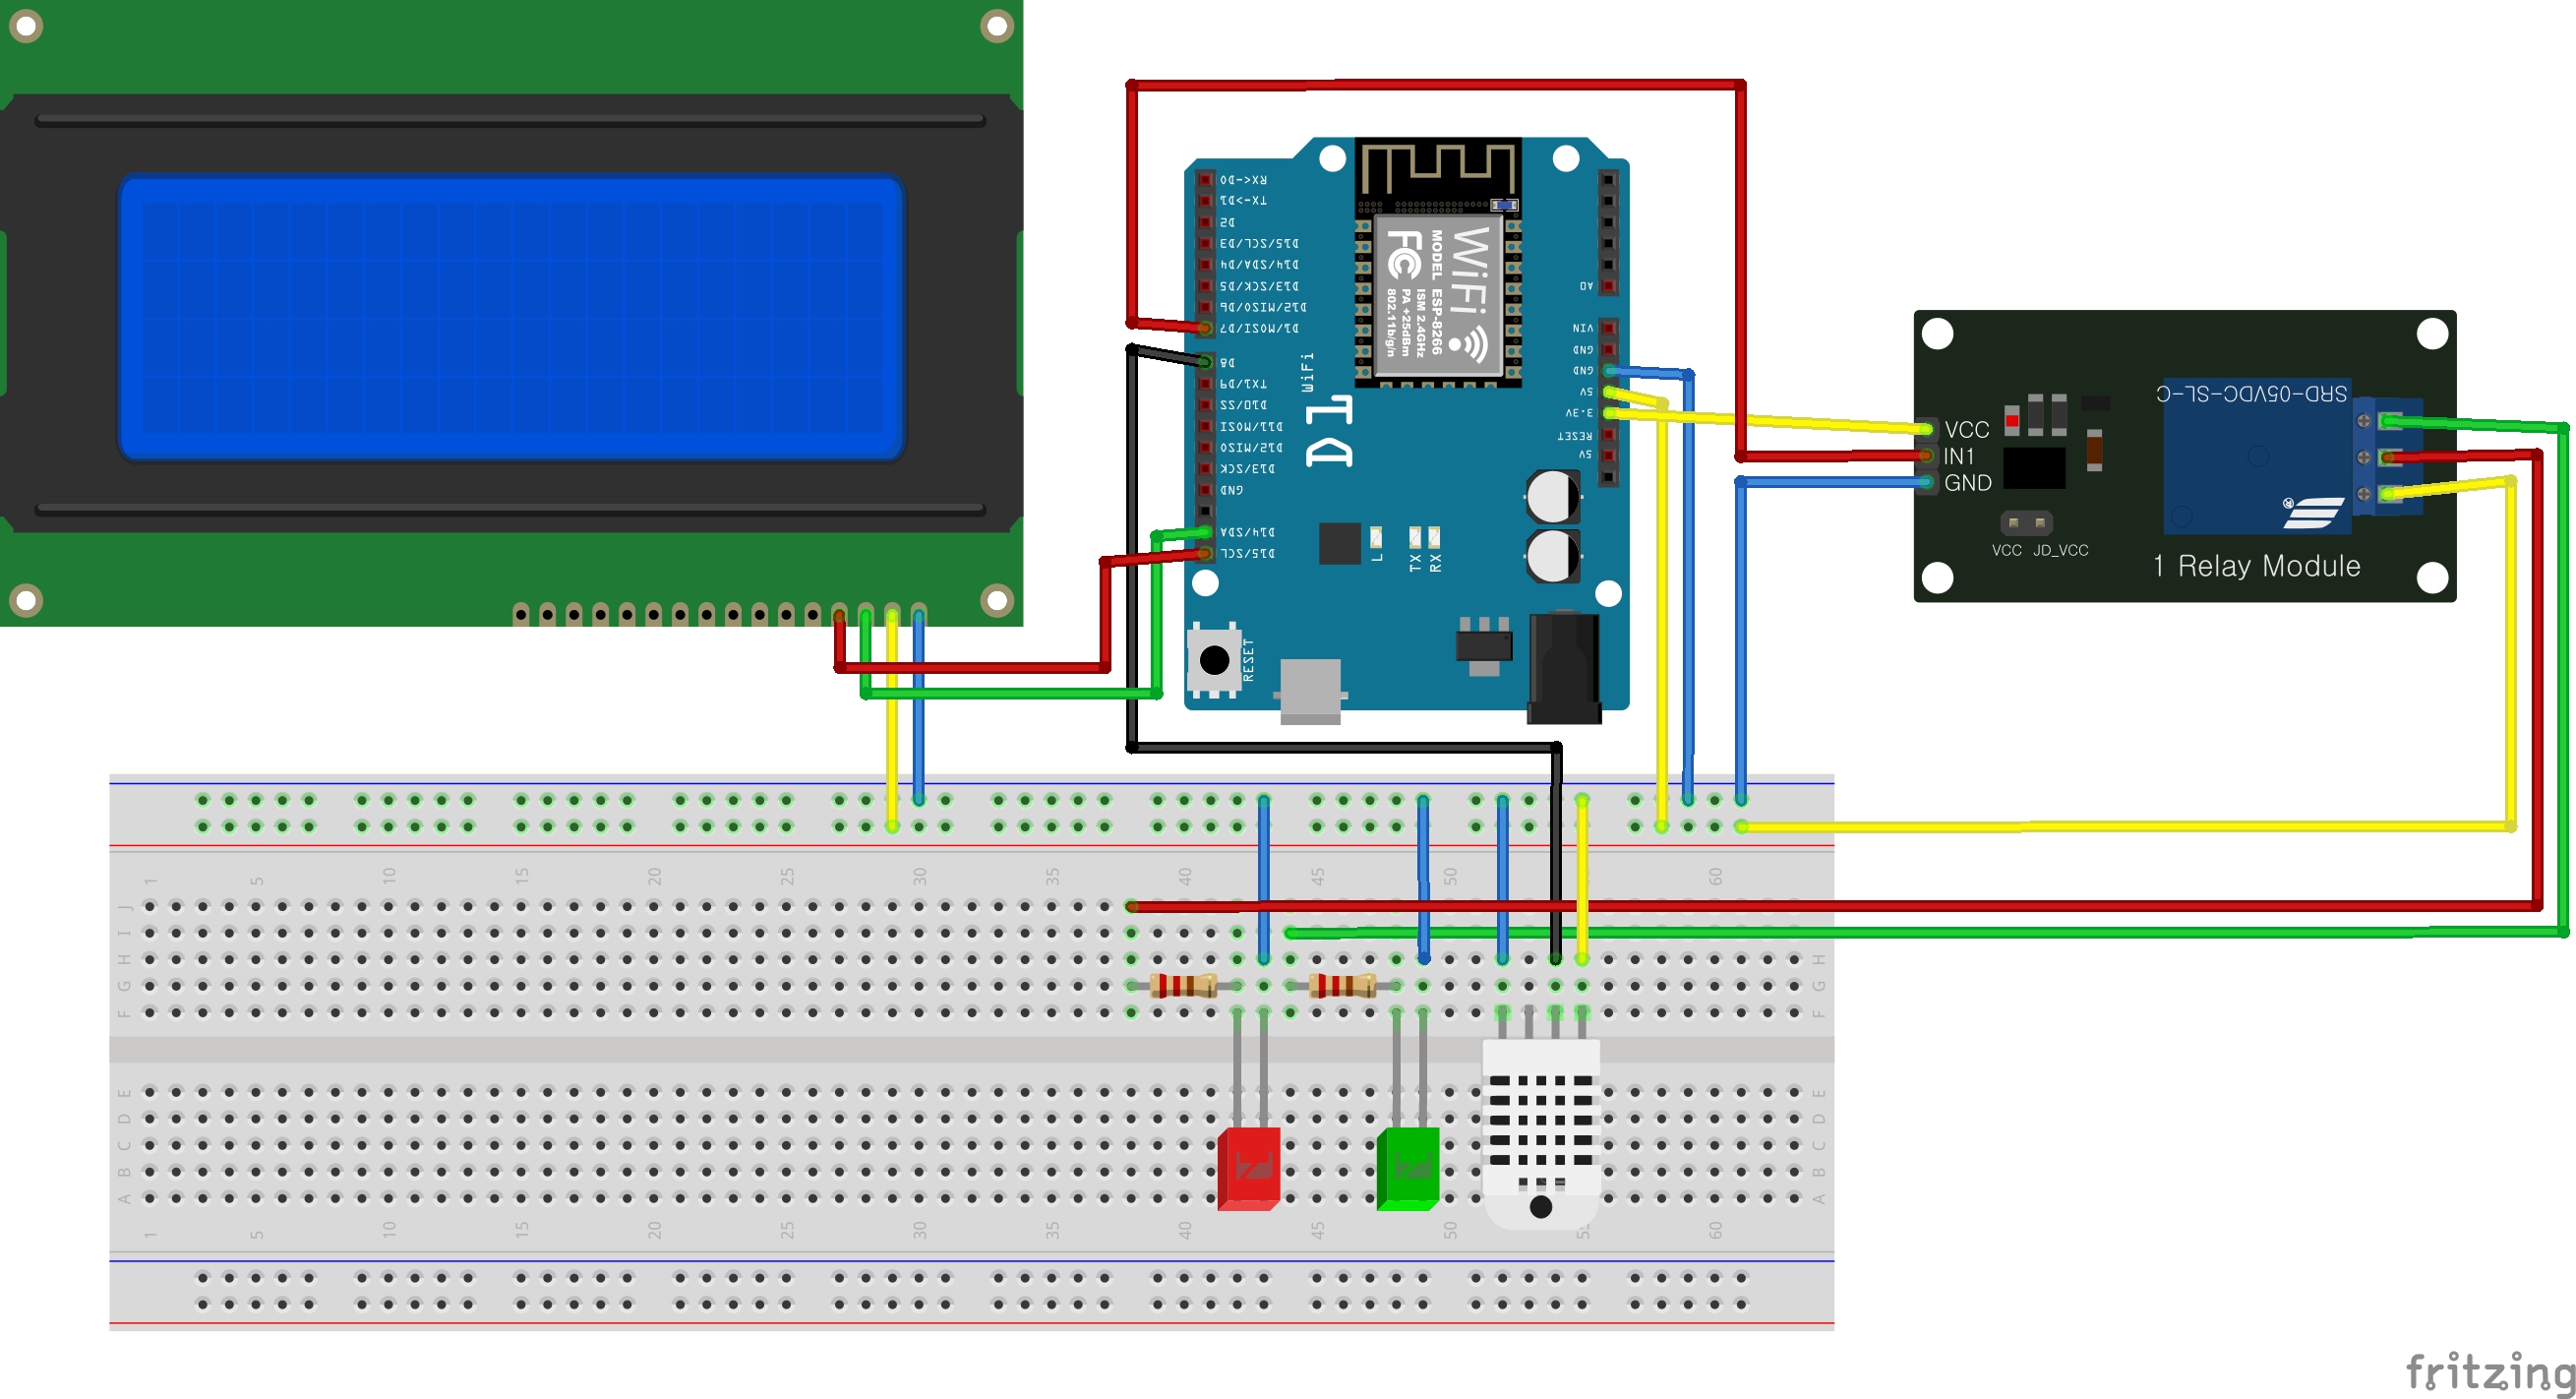 RX<-D0
TX->D1
D2
D15/SCL/D3
D14/SDA/D4
D13/SCK/D5
D12/MISO/D6
D1/MOSI/D7
D8
TX1/D9
D10/SS
D11/MOSI
D12/MISO
D13/SCK
GND
D14/SDA
D15/SCL
WiFi
D1
WiFi
MODEL ESP-8266
ISM 2.4GHz
PA +25dBm
802.11b/g/n
FC
A0
VIN
GND
GND
5V
3.3V
RESET
5V
L
TX
RX
RESET
VCC
IN1
GND
VCC JD_VCC
SRD-05VDC-SL-C
®
1 Relay Module
1 5 10 15 20 25 30 35 40 45 50 60
J J
I I
H H
G G
F F
E E
D D
C C
B B
A A
1 5 10 15 20 25 30 35 40 45 50 60
fritzing